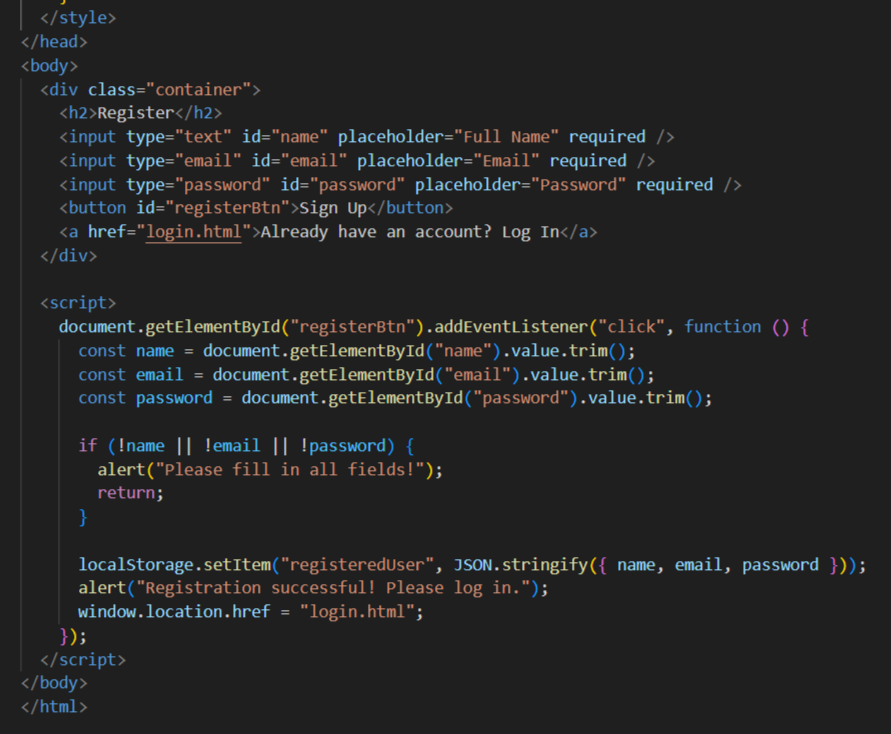 }
</style>
</head>
<body>
<div class="container">
<h2>Register</h2>
<input type="text" id="name" placeholder="Full Name" required />
<input type="email" id="email" placeholder="Email" required />
<input type="password" id="password" placeholder="Password" required />
<button id="registerBtn">Sign Up</button>
<a href="login.html">Already have an account? Log In</a>
</div>
<script>
document.getElementById("registerBtn").addEventListener("click", function () {
const name = document.getElementById("name").value.trim();
const email = document.getElementById("email").value.trim();
const password = document.getElementById("password").value.trim();
if (!name || !email || !password) {
alert("Please fill in all fields!");
return;
}
localStorage.setItem("registeredUser", JSON.stringify({ name, email, password }));
alert("Registration successful! Please log in.");
window.location.href = "login.html";
});
</script>
</body>
</html>